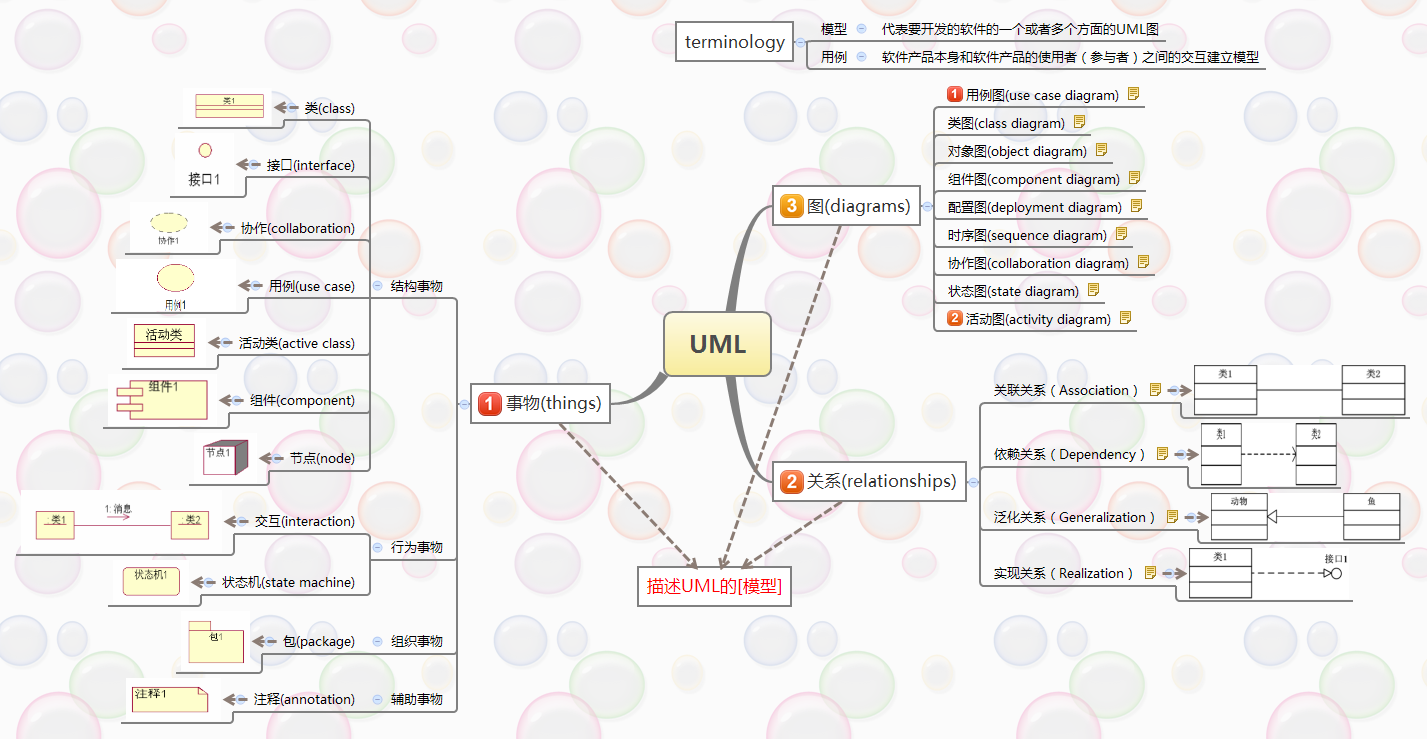 terminology
模型
代表要开发的软件的一个或者多个方面的UML图
用例
软件产品本身和软件产品的使用者（参与者）之间的交互建立模型
UML
1 事物(things)
结构事物
类(class)
类1
接口(interface)
接口1
协作(collaboration)
协作1
用例(use case)
用例1
活动类(active class)
活动类
组件(component)
组件1
节点(node)
节点1
行为事物
交互(interaction)
类1
1: 消息
类2
状态机(state machine)
状态机1
组织事物
包(package)
包1
辅助事物
注释(annotation)
注释1
3 图(diagrams)
1 用例图(use case diagram)
类图(class diagram)
对象图(object diagram)
组件图(component diagram)
配置图(deployment diagram)
时序图(sequence diagram)
协作图(collaboration diagram)
状态图(state diagram)
2 活动图(activity diagram)
2 关系(relationships)
关联关系（Association）
类1
类2
依赖关系（Dependency）
类1
类2
泛化关系（Generalization）
动物
鱼
实现关系（Realization）
类1
接口1
描述UML的[模型]